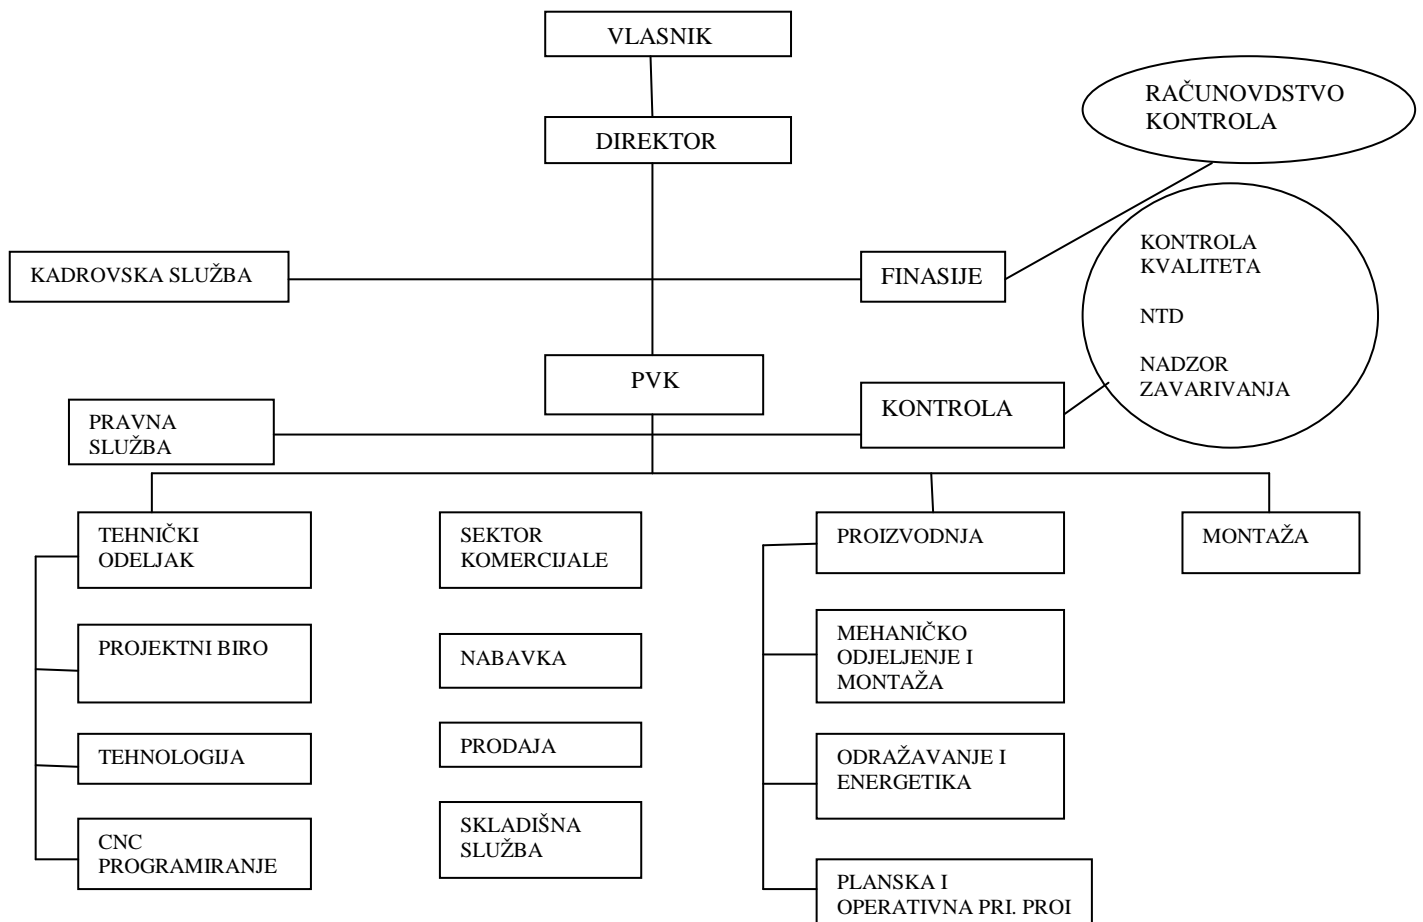 VLASNIK
DIREKTOR
RAČUNOVDSTVO
KONTROLA
KADROVSKA SLUŽBA
FINASIJE
KONTROLA
KVALITETA
NTD
NADZOR
ZAVARIVANJA
PVK
PRAVNA
SLUŽBA
KONTROLA
TEHNIČKI
ODELJAK
SEKTOR
KOMERCIJALE
PROIZVODNJA
MONTAŽA
PROJEKTNI BIRO
NABAVKA
MEHANIČKO
ODJELJENJE I
MONTAŽA
TEHNOLOGIJA
PRODAJA
ODRAŽAVANJE I
ENERGETIKA
CNC
PROGRAMIRANJE
SKLADIŠNA
SLUŽBA
PLANSKA I
OPERATIVNA PRI. PROI